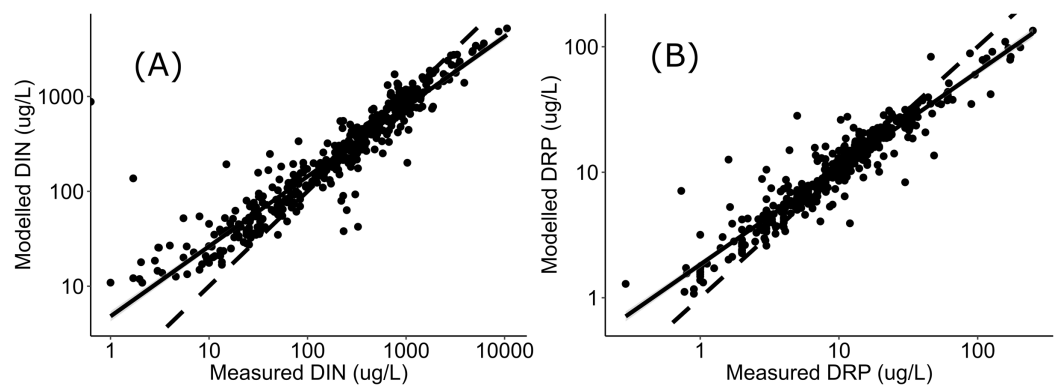 (A)
Modelled DIN (ug/L)
1000
100
10
1 10 100 1000 10000
Measured DIN (ug/L)
(B)
Modelled DRP (ug/L)
100
10
1
1 10 100
Measured DRP (ug/L)